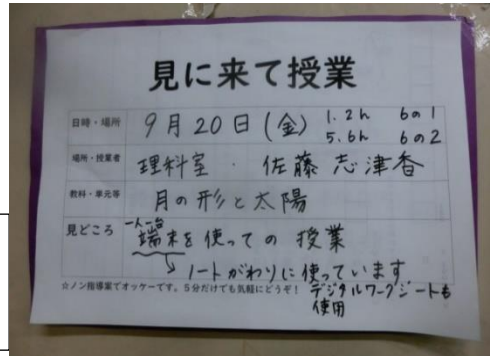 見に来て授業
日時・場所 9月20日(金) 1.2h 6の1
5.6h 6の2
場所・授業者 理科室・佐藤志津香
教科・単元等 月の形と太陽
見どころ 一人一台
端末を使っての授業
→ノートがわりに使っています
☆ノン指導案でオッケーです。5分だけでも気軽にどうぞ! デジタルワークシートも
使用